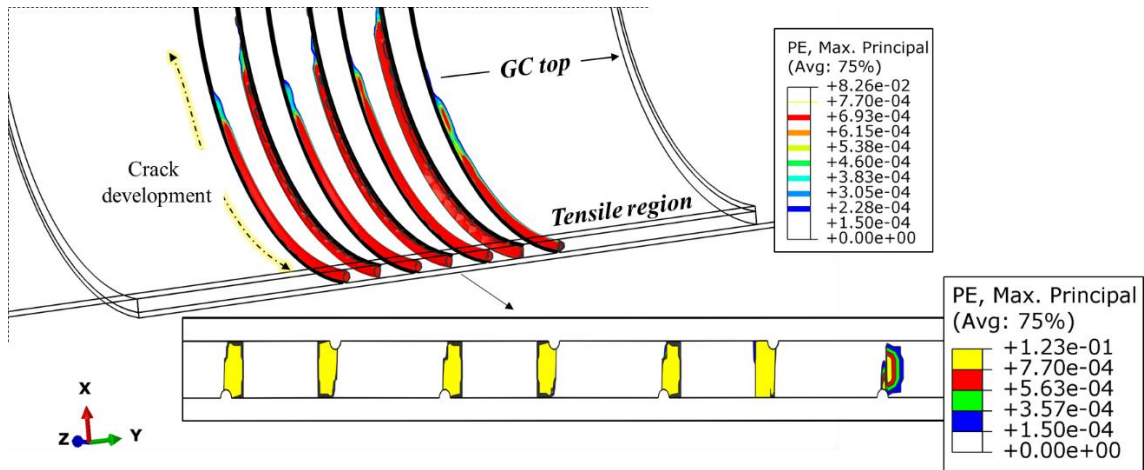 GC top
Crack
development
Tensile region
PE, Max. Principal
(Avg: 75%)
+8.26e-02
+7.70e-04
+6.93e-04
+6.15e-04
+5.38e-04
+4.60e-04
+3.83e-04
+3.05e-04
+2.28e-04
+1.50e-04
+0.00e+00
PE, Max. Principal
(Avg: 75%)
+1.23e-01
+7.70e-04
+5.63e-04
+3.57e-04
+1.50e-04
+0.00e+00
X
Z
Y